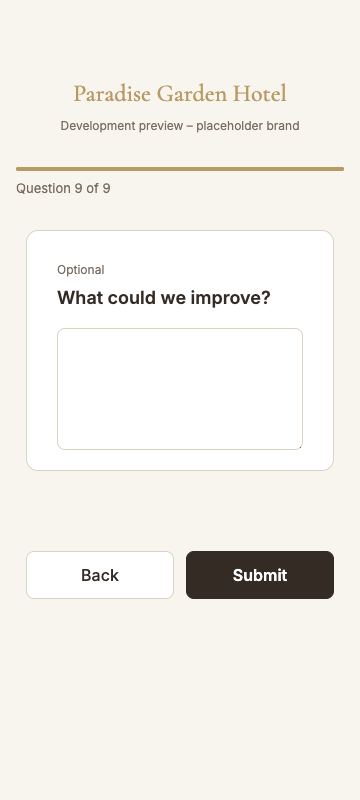 Paradise Garden Hotel
Development preview – placeholder brand
Question 9 of 9
Optional
What could we improve?
Back
Submit